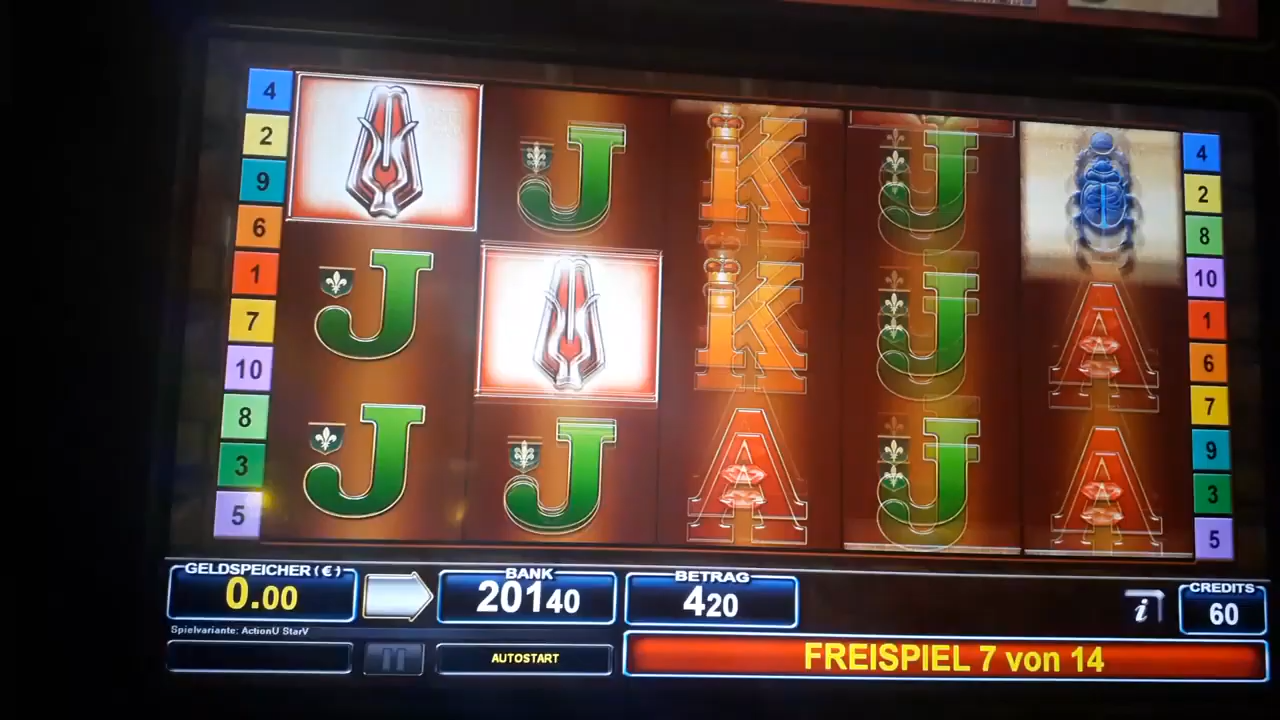 4
2
9
6
1
7
10
8
3
5
J J J
J J J
K K
J J J
A A A
4
2
8
10
1
6
7
9
3
5
GELDSPEICHER (€)
0.00
BANK
20140
BETRAG
420
i
CREDITS
60
Spielvariante: ActionU StarV
AUTOSTART
FREISPIEL 7 von 14